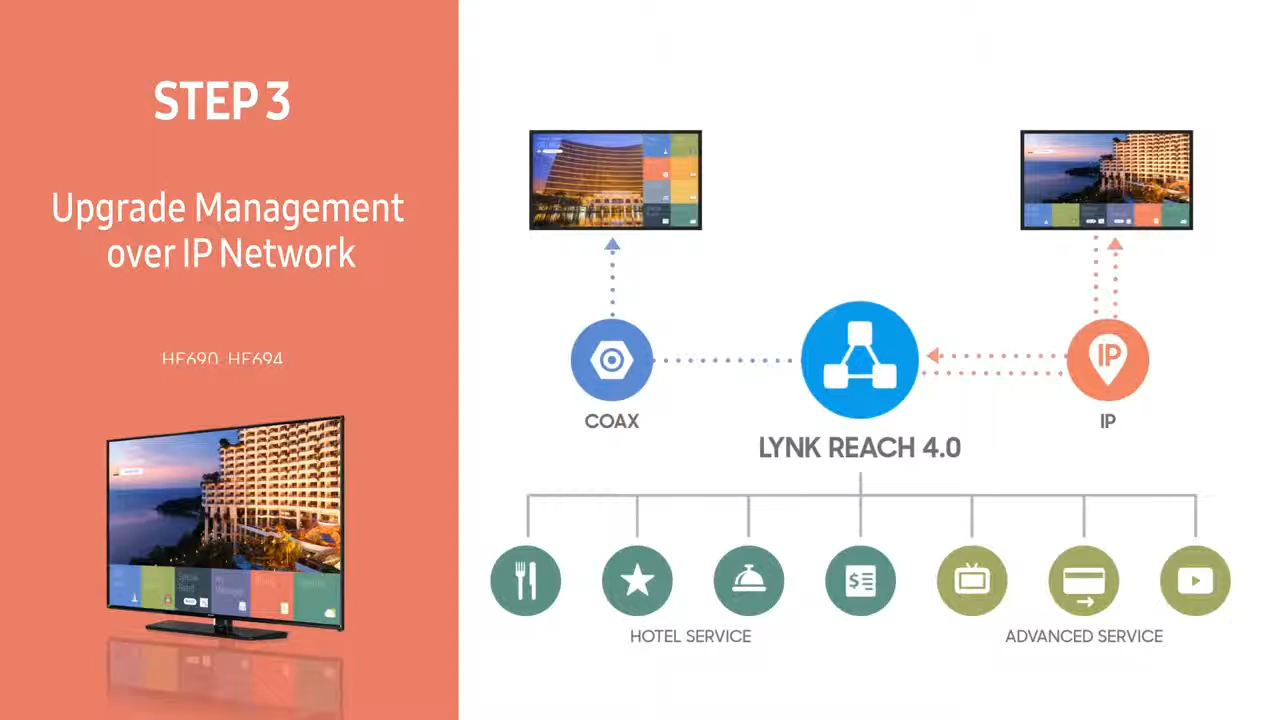 STEP 3
Upgrade Management
over IP Network
HE690, HE694
IP
COAX
IP
LYNK REACH 4.0
HOTEL SERVICE
ADVANCED SERVICE